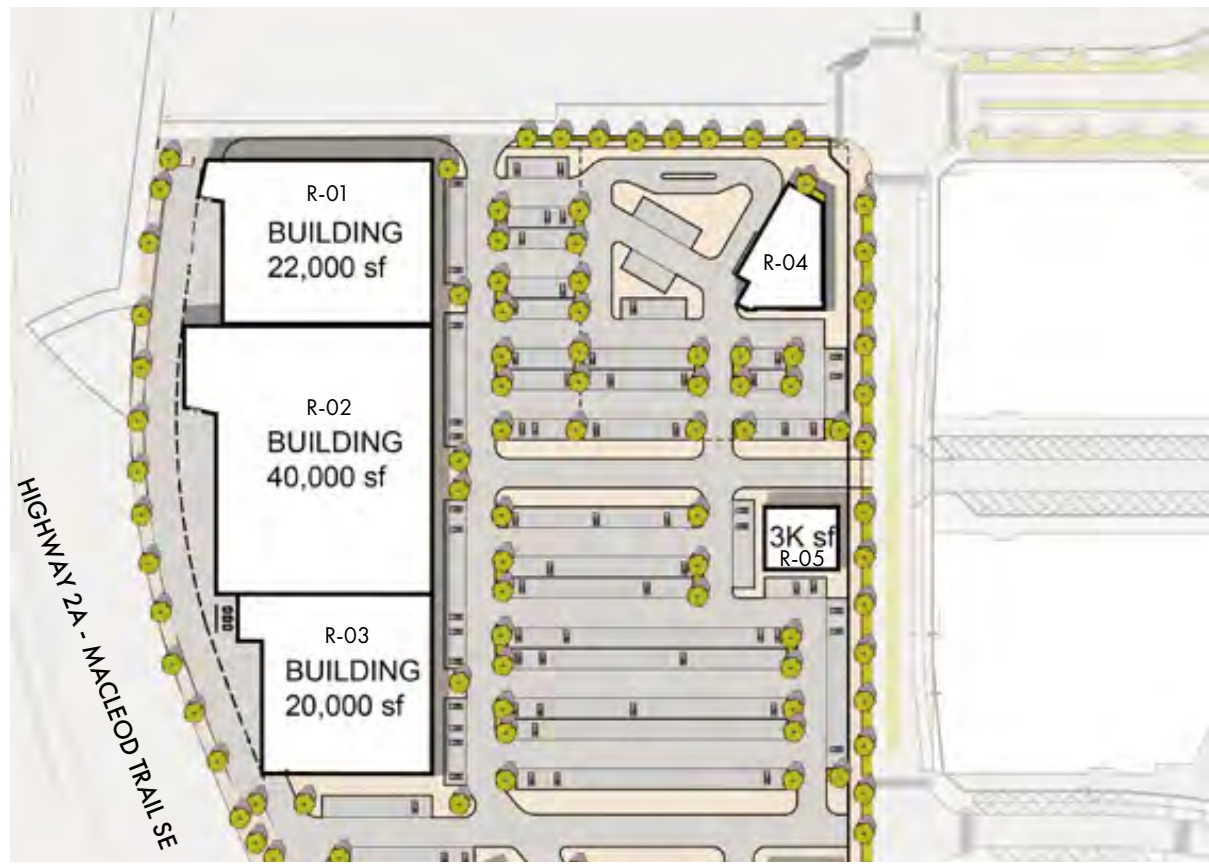 R-01
BUILDING
22,000 sf
R-04
R-02
BUILDING
40,000 sf
3K sf
R-05
R-03
BUILDING
20,000 sf
HIGHWAY 2A - MACLEOD TRAIL SE